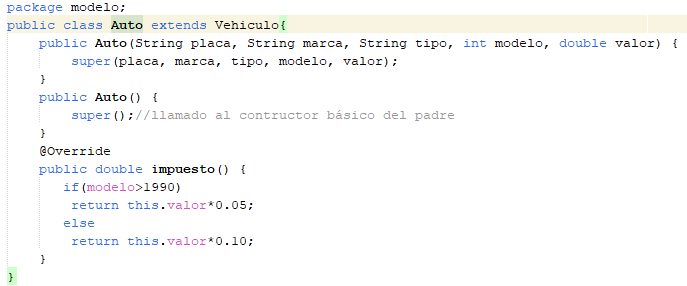 package modelo;
public class Auto extends Vehiculo{
    public Auto(String placa, String marca, String tipo, int modelo, double valor) {
        super(placa, marca, tipo, modelo, valor);
    }
    public Auto() {
        super();//llamado al contructor básico del padre
    }
    @Override
    public double impuesto() {
       if(modelo>1990)
        return this.valor*0.05;
       else
        return this.valor*0.10;
    }
}